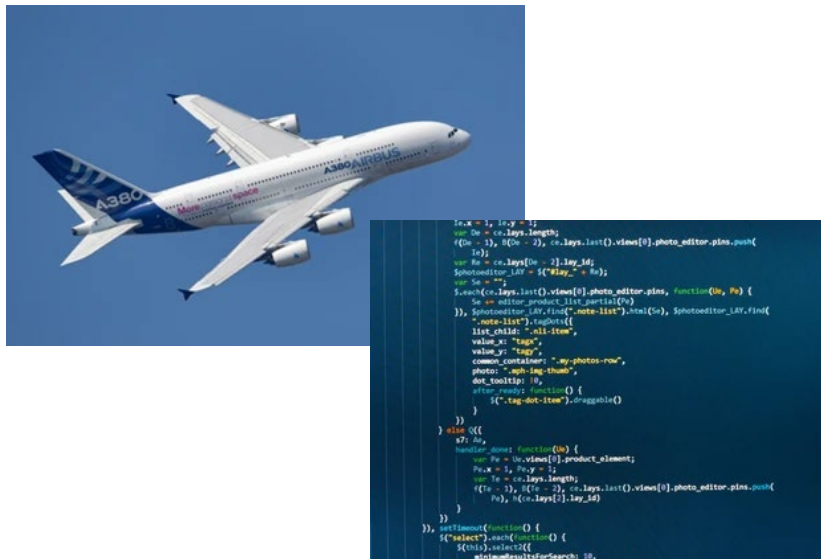 A380 AIRBUS
More space
A380
Ie.x = 1, Ie.y = 1;
var De = ce.lays.length;
f(De - 1), B(De - 2), ce.lays.last().views[0].photo_editor.pins.push(
Ie);
var Re = ce.lays[De - 2].lay_id;
$photoeditor_LAY = $("#lay_" + Re);
var Se = "";
$.each(ce.lays.last().views[0].photo_editor.pins, function(Ue, Pe) {
Se += editor_product_list_partial(Pe)
}), $photoeditor_LAY.find(".note-list").html(Se), $photoeditor_LAY.find(
".note-list").tagDots({
list_child: ".nli-item",
value_x: "tagx",
value_y: "tagy",
common_container: ".my-photos-row",
photo: ".mph-img-thumb",
dot_tooltip: !0,
after_ready: function() {
$(".tag-dot-item").draggable()
}
})
} else Q({
s7: Ae,
handler_done: function(Ue) {
var Pe = Ue.views[0].product_element;
Pe.x = 1, Pe.y = 1;
var Te = ce.lays.length;
f(Te - 1), B(Te - 2), ce.lays.last().views[0].photo_editor.pins.push(
Pe), h(ce.lays[2].lay_id)
}
})
}), setTimeout(function() {
$("select").each(function() {
$(this).select2({
minimumResultsForSearch: 10,